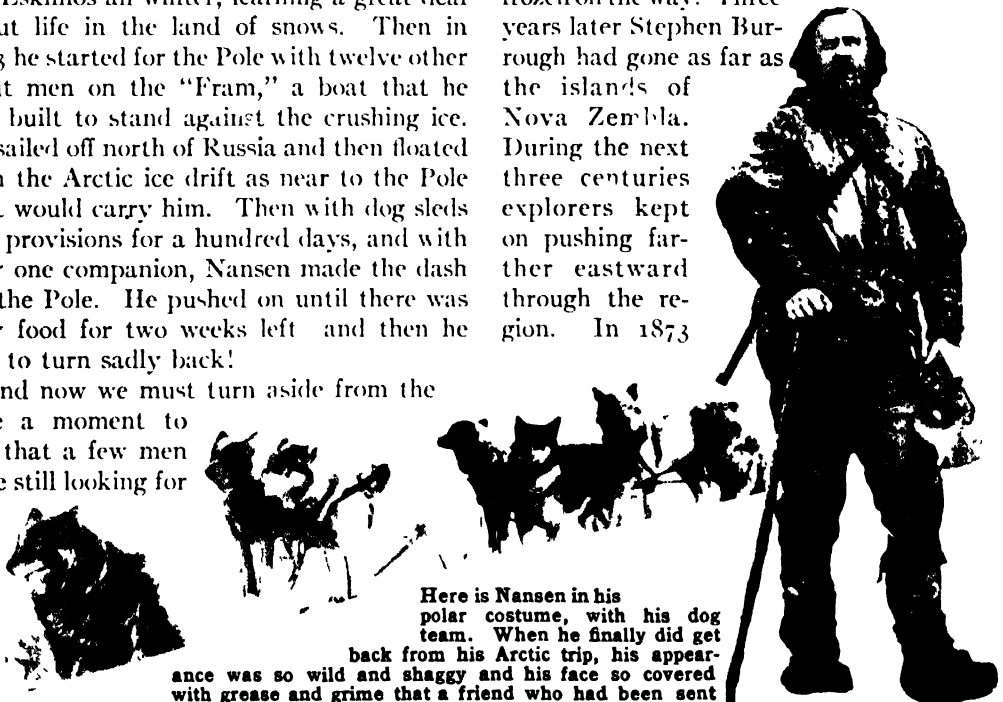 Eskimos all winter, learning a great deal
ut life in the land of snows. Then in
3 he started for the Pole with twelve other
t men on the “Fram,” a boat that he
built to stand against the crushing ice.
sailed off north of Russia and then floated
the Arctic ice drift as near to the Pole
would carry him. Then with dog sleds
provisions for a hundred days, and with
one companion, Nansen made the dash
the Pole. He pushed on until there was
food for two weeks left and then he
to turn sadly back!
nd now we must turn aside from the
e a moment to
that a few men
e still looking for
frozen on the way! Three
years later Stephen Bur-
rough had gone as far as
the islands of
Nova Zembla.
During the next
three centuries
explorers kept
on pushing far-
ther eastward
through the re-
gion. In 1873
Here is Nansen in his
polar costume, with his dog
team. When he finally did get
back from his Arctic trip, his appear-
ance was so wild and shaggy and his face so covered
with grease and grime that a friend who had been sent